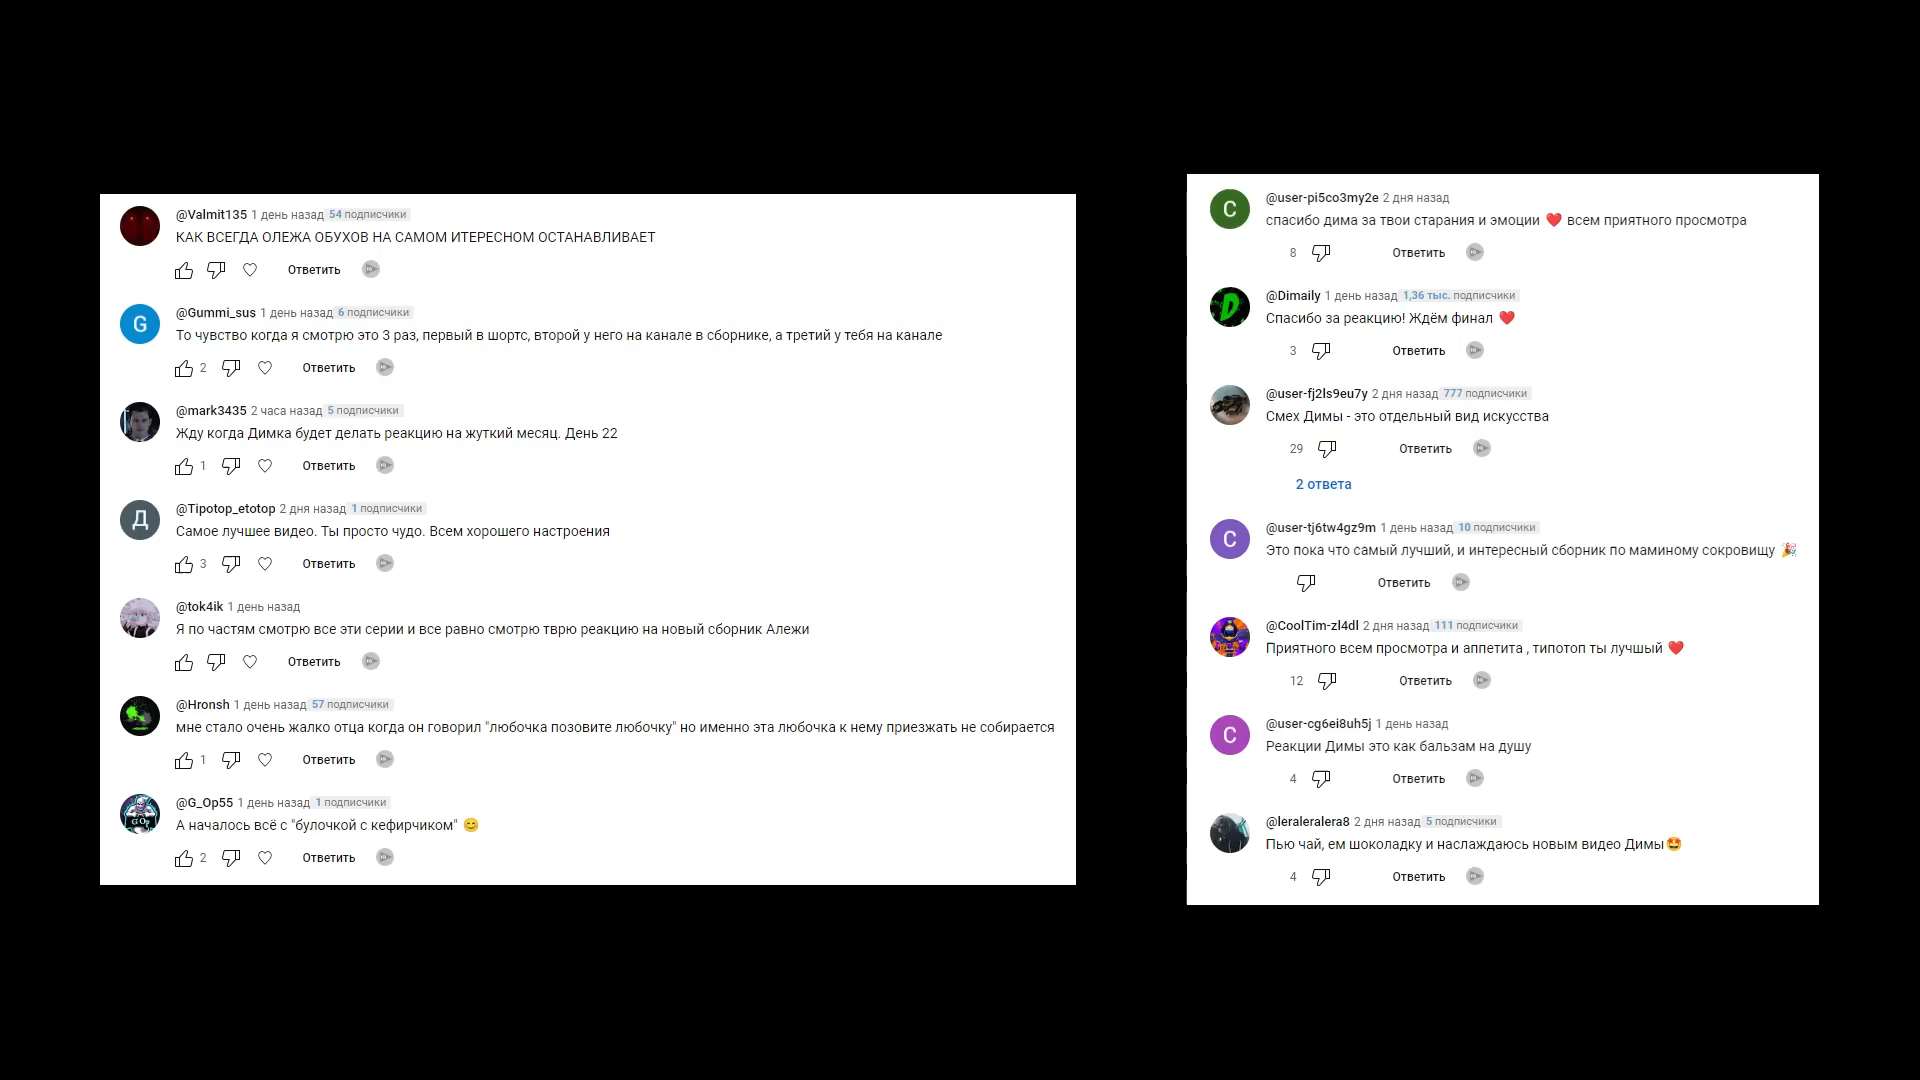 @Valmit135 1 день назад 54 подписчики
КАК ВСЕГДА ОЛЕЖА ОБУХОВ НА САМОМ ИТЕРЕСНОМ ОСТАНАВЛИВАЕТ
Ответить
G
@Gummi_sus 1 день назад 6 подписчики
То чувство когда я смотрю это 3 раз, первый в шортс, второй у него на канале в сборнике, а третий у тебя на канале
2 Ответить
@mark3435 2 часа назад 5 подписчики
Жду когда Димка будет делать реакцию на жуткий месяц. День 22
1 Ответить
Д
@Tipotop_etotop 2 дня назад 1 подписчики
Самое лучшее видео. Ты просто чудо. Всем хорошего настроения
3 Ответить
@tok4ik 1 день назад
Я по частям смотрю все эти серии и все равно смотрю тврю реакцию на новый сборник Алежи
Ответить
@Hronsh 1 день назад 57 подписчики
мне стало очень жалко отца когда он говорил "любочка позовите любочку" но именно эта любочка к нему приезжать не собирается
1 Ответить
@G_Op55 1 день назад 1 подписчики
А началось всё с "булочкой с кефирчиком" 😊
2 Ответить
C
@user-pi5co3my2e 2 дня назад
спасибо дима за твои старания и эмоции ❤️ всем приятного просмотра
8 Ответить
D
@Dimaily 1 день назад 1,36 тыс. подписчики
Спасибо за реакцию! Ждём финал ❤️
3 Ответить
@user-fj2ls9eu7y 2 дня назад 777 подписчики
Смех Димы - это отдельный вид искусства
29 Ответить
2 ответа
C
@user-tj6tw4gz9m 1 день назад 10 подписчики
Это пока что самый лучший, и интересный сборник по маминому сокровищу 🎉
Ответить
@CoolTim-zl4dl 2 дня назад 111 подписчики
Приятного всем просмотра и аппетита , типотоп ты лучшый ❤️
12 Ответить
C
@user-cg6ei8uh5j 1 день назад
Реакции Димы это как бальзам на душу
4 Ответить
@leraleralera8 2 дня назад 5 подписчики
Пью чай, ем шоколадку и наслаждаюсь новым видео Димы🤩
4 Ответить